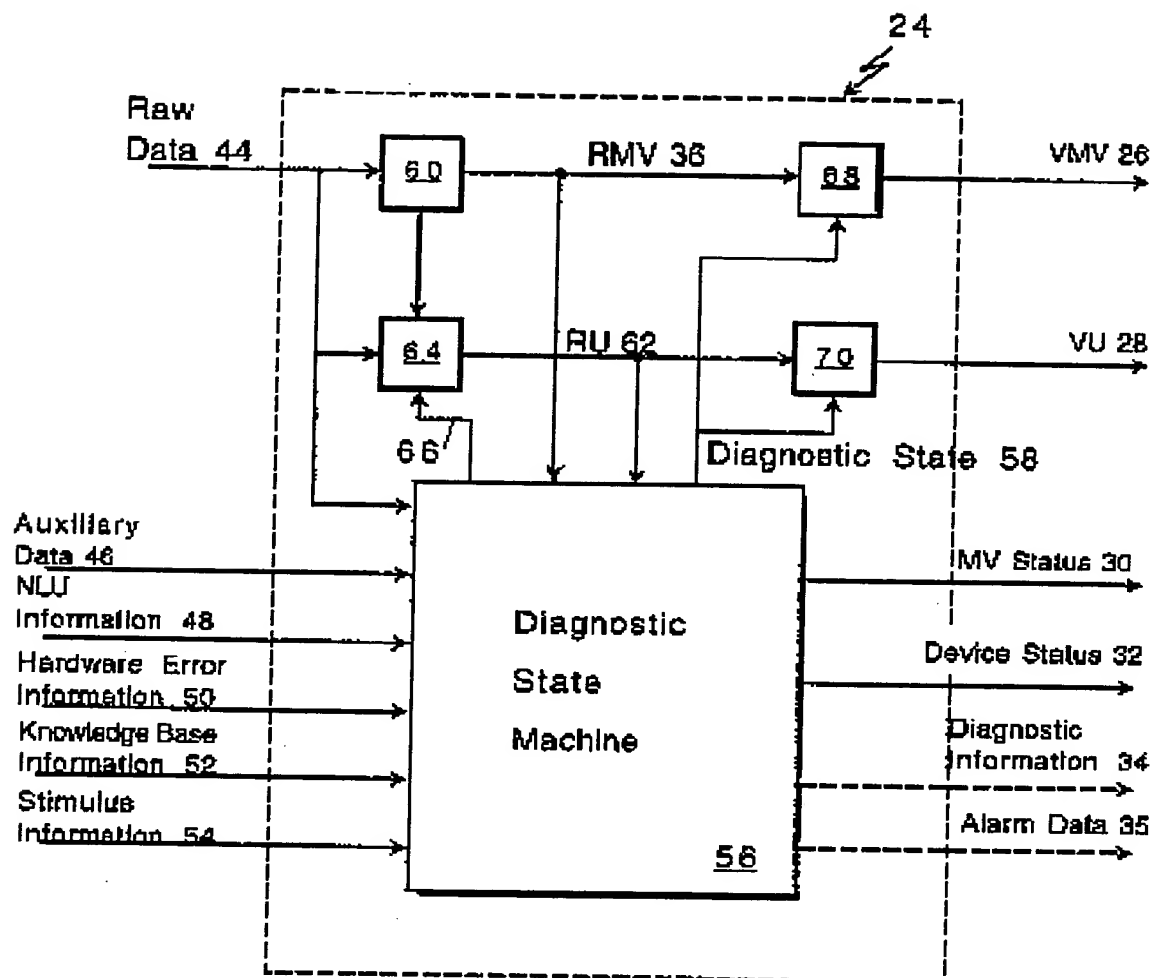 24
Raw
Data 44
60
RMV 36
68
VMV 26
64
RU 62
70
VU 28
66
Diagnostic State 58
Auxiliary
Data 46
NLU
Information 48
Hardware Error
Information 50
Knowledge Base
Information 52
Stimulus
Information 54
Diagnostic
State
Machine
56
MV Status 30
Device Status 32
Diagnostic
Information 34
Alarm Data 35